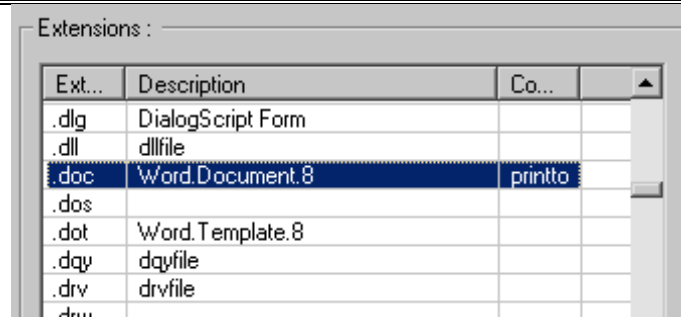 Extensions :
Ext... Description Co...
.dlg DialogScript Form
.dll dllfile
.doc Word.Document.8 printto
.dos
.dot Word.Template.8
.dqy dqyfile
.drv drvfile